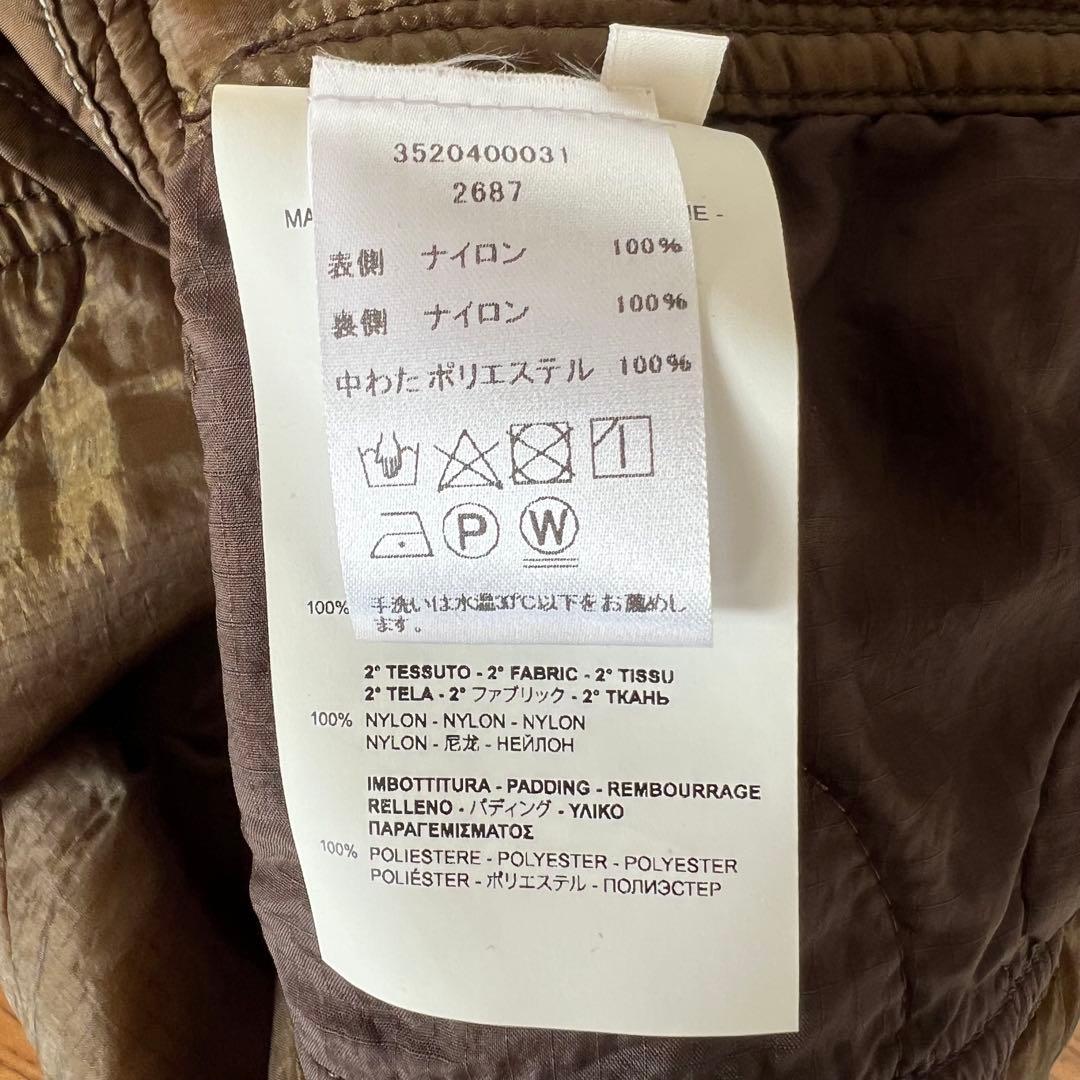 3520400031
2687
MA
IE -
表側 ナイロン 100%
裏側 ナイロン 100%
中わた ポリエステル 100%
P W
手洗いは水温30℃以下をお薦めし
ます。
100%
2° TESSUTO - 2° FABRIC - 2° TISSU
2° TELA - 2° ファブリック - 2° ТКАНЬ
100% NYLON - NYLON - NYLON
NYLON - 尼龙 - НЕЙЛОН
IMBOTTITURA - PADDING - REMBOURRAGE
RELLENO - パディング - ΥΛΙΚΟ
ΠΑΡΑΓΕΜΙΣΜΑΤΟΣ
100% POLIESTERE - POLYESTER - POLYESTER
POLIÉSTER - ポリエステル - ПОЛИЭСТЕР